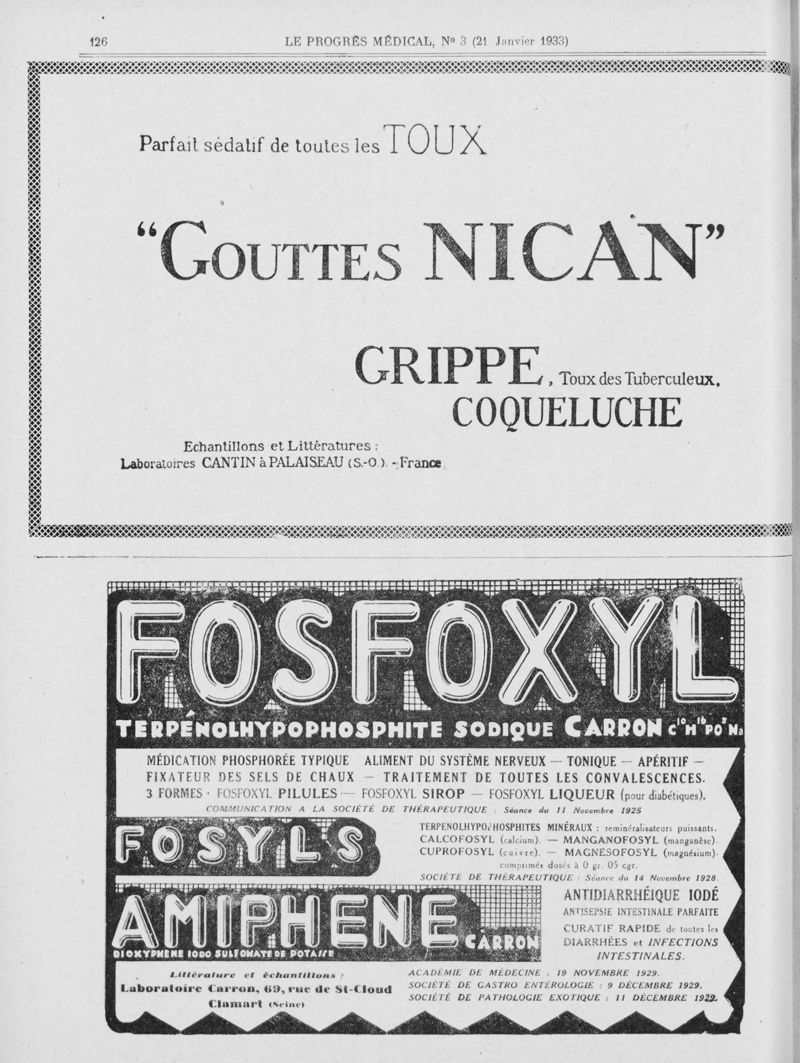 126
LE PROGRÈS MÉDICAL, No 3 (21 Janvier 1933)
Parfait sédatif de toutes les TOUX
“GOUTTES NICAN”
GRIPPE, Toux des Tuberculeux,
COQUELUCHE
Echantillons et Littératures :
Laboratoires CANTIN à PALAISEAU (S.-O.). - France
FOSFOXYL
TERPÉNOLHYPOPHOSPHITE SODIQUE CARRON C¹⁰H¹⁶PO³Na
MÉDICATION PHOSPHORÉE TYPIQUE ALIMENT DU SYSTÈME NERVEUX — TONIQUE — APÉRITIF —
FIXATEUR DES SELS DE CHAUX — TRAITEMENT DE TOUTES LES CONVALESCENCES.
3 FORMES · FOSFOXYL PILULES — FOSFOXYL SIROP — FOSFOXYL LIQUEUR (pour diabétiques).
COMMUNICATION A LA SOCIÉTÉ DE THÉRAPEUTIQUE : Séance du 11 Novembre 1925
FOSYLS
TERPENOLHYPOPHOSPHITES MINÉRAUX : reminéralisateurs puissants.
CALCOFOSYL (calcium). — MANGANOFOSYL (manganèse).
CUPROFOSYL (cuivre). — MAGNESOFOSYL (magnésium).
comprimés dosés à 0 gr. 05 cgr.
SOCIÉTÉ DE THÉRAPEUTIQUE : Séance du 14 Novembre 1928.
AMIPHENE
CARRON
DIOXYPHENE IODO SULFONATE DE POTASSE
ANTIDIARRHÉIQUE IODÉ
ANTISEPSIE INTESTINALE PARFAITE
CURATIF RAPIDE de toutes les
DIARRHÉES et INFECTIONS
INTESTINALES.
Littérature et échantillons :
Laboratoire Carron, 69, rue de St-Cloud
Clamart (Seine)
ACADÉMIE DE MÉDECINE : 19 NOVEMBRE 1929.
SOCIÉTÉ DE GASTRO ENTÉROLOGIE : 9 DÉCEMBRE 1929.
SOCIÉTÉ DE PATHOLOGIE EXOTIQUE : 11 DÉCEMBRE 1929.